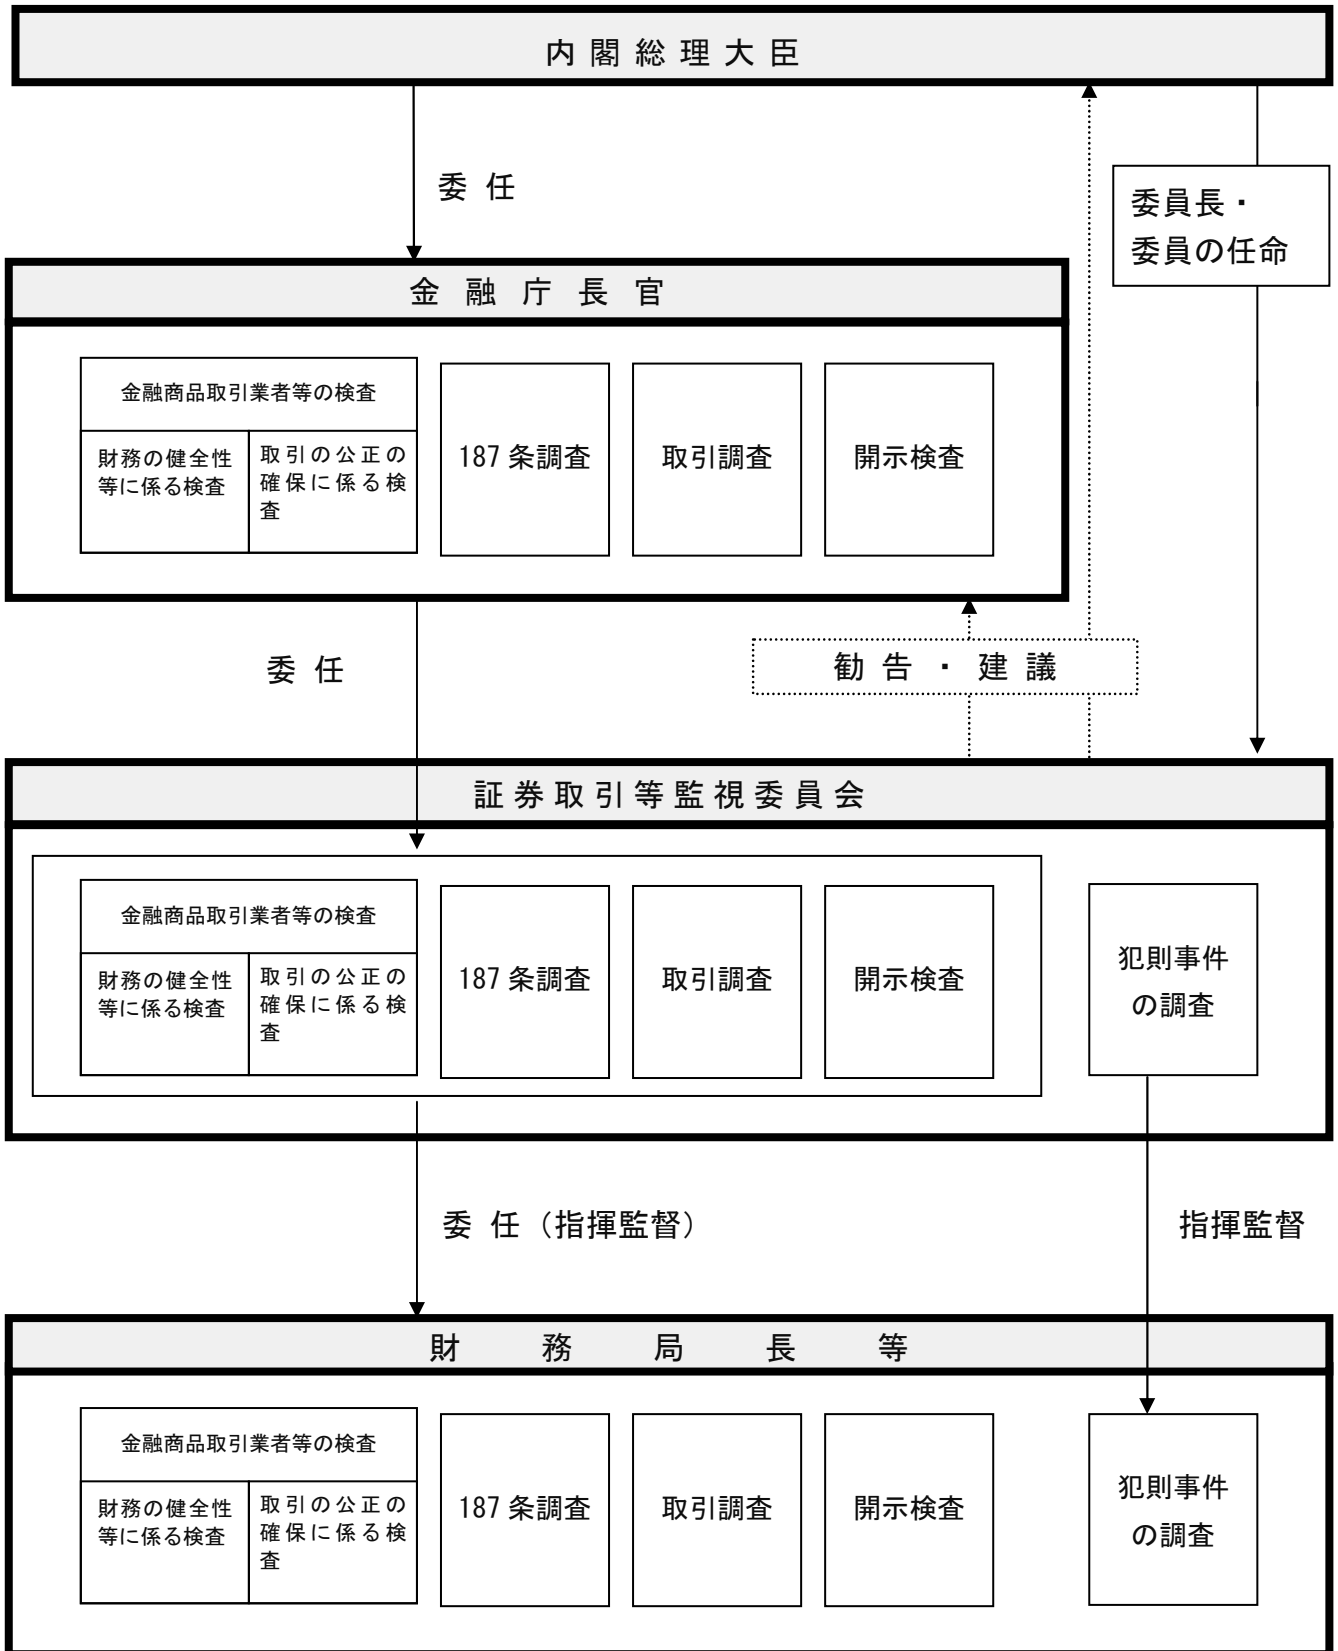 内閣総理大臣
委任
委員長・
委員の任命
金融庁長官
金融商品取引業者等の検査
財務の健全性
等に係る検査
取引の公正の
確保に係る検
査
187条調査
取引調査
開示検査
委任
勧告・建議
証券取引等監視委員会
金融商品取引業者等の検査
財務の健全性
等に係る検査
取引の公正の
確保に係る検
査
187条調査
取引調査
開示検査
犯則事件
の調査
委任（指揮監督）
指揮監督
財務局長等
金融商品取引業者等の検査
財務の健全性
等に係る検査
取引の公正の
確保に係る検
査
187条調査
取引調査
開示検査
犯則事件
の調査